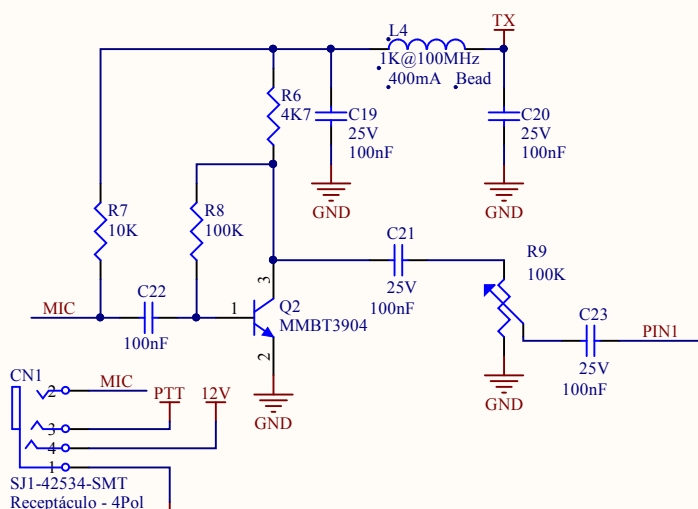 TX
L4
1K@100MHz
400mA Bead
R6
4K7
C19
25V
100nF
C20
25V
100nF
GND
GND
R7
10K
R8
100K
C21
25V
100nF
R9
100K
MIC
C22
100nF
1
3
2
Q2
MMBT3904
GND
GND
C23
25V
100nF
PIN1
CN1
2
MIC
PTT
12V
3
4
1
SJ1-42534-SMT
Receptáculo - 4Pol